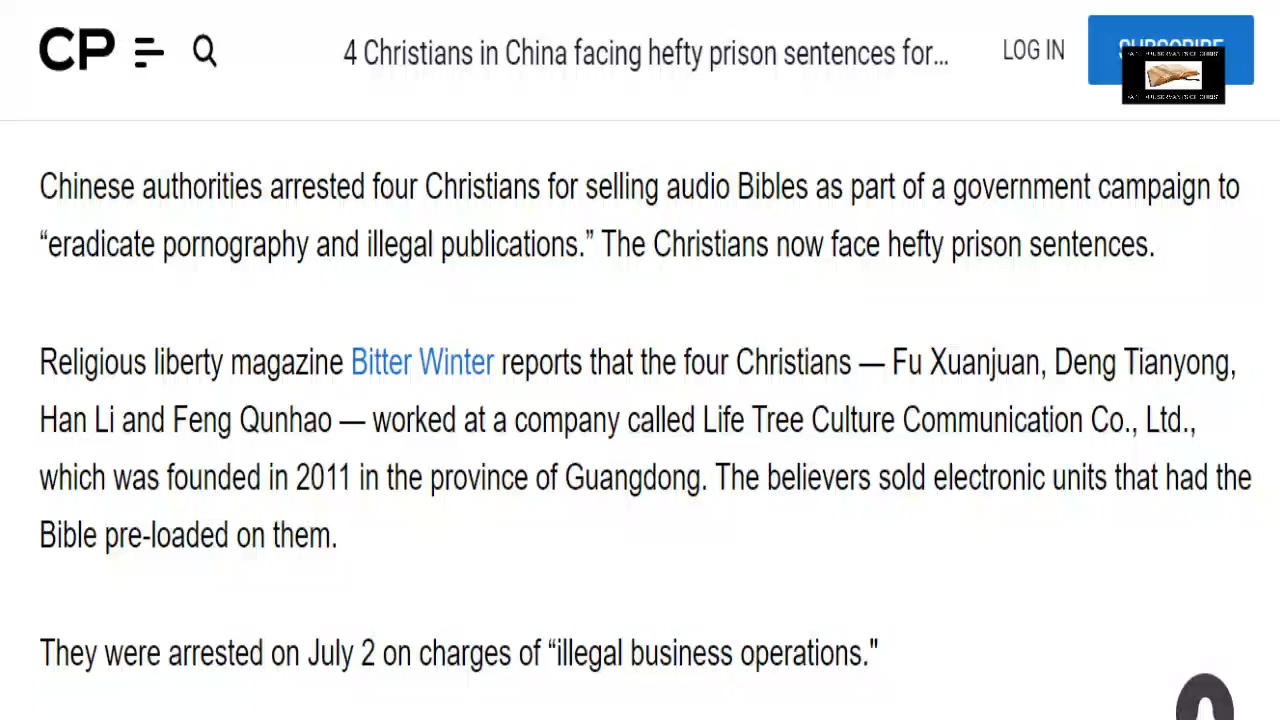 CP
4 Christians in China facing hefty prison sentences for...
LOG IN
SUBSCRIBE
Chinese authorities arrested four Christians for selling audio Bibles as part of a government campaign to
“eradicate pornography and illegal publications.” The Christians now face hefty prison sentences.
Religious liberty magazine Bitter Winter reports that the four Christians — Fu Xuanjuan, Deng Tianyong,
Han Li and Feng Qunhao — worked at a company called Life Tree Culture Communication Co., Ltd.,
which was founded in 2011 in the province of Guangdong. The believers sold electronic units that had the
Bible pre-loaded on them.
They were arrested on July 2 on charges of “illegal business operations."